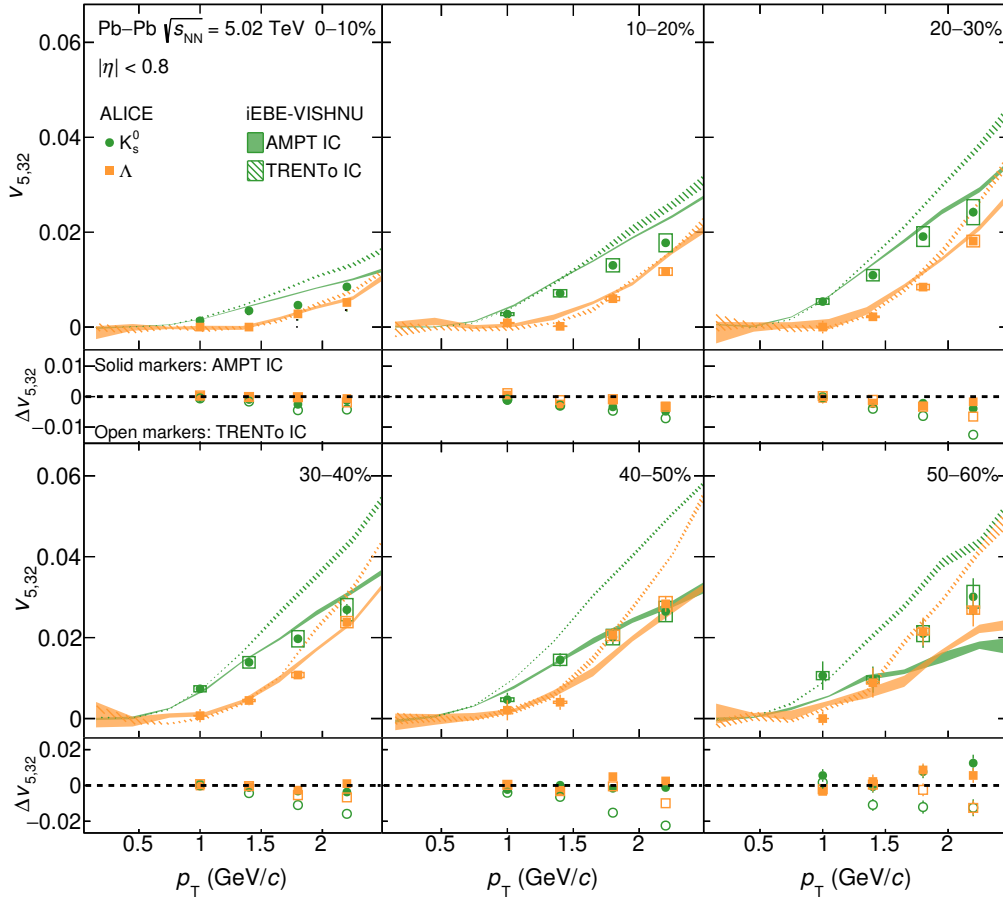 Pb–Pb √sNN = 5.02 TeV 0–10%
|η| < 0.8
ALICE
K0s
Λ
iEBE-VISHNU
AMPT IC
TRENTo IC
10–20%
20–30%
v5,32
0.06
0.04
0.02
0
Solid markers: AMPT IC
Open markers: TRENTo IC
Δv5,32
0.01
0
−0.01
30–40%
40–50%
50–60%
v5,32
0.06
0.04
0.02
0
Δv5,32
0.02
0
−0.02
0.5 1 1.5 2
0.5 1 1.5 2
0.5 1 1.5 2
pT (GeV/c)
pT (GeV/c)
pT (GeV/c)